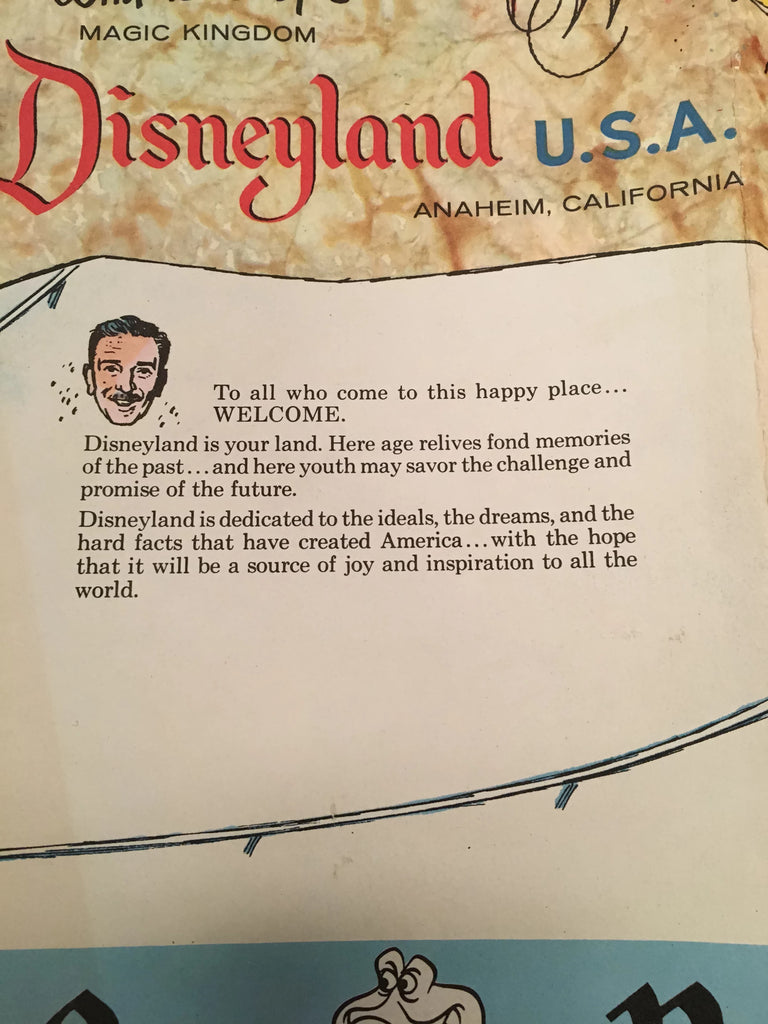 MAGIC KINGDOM
Disneyland U.S.A.
ANAHEIM, CALIFORNIA
To all who come to this happy place...
WELCOME.
Disneyland is your land. Here age relives fond memories
of the past...and here youth may savor the challenge and
promise of the future.
Disneyland is dedicated to the ideals, the dreams, and the
hard facts that have created America...with the hope
that it will be a source of joy and inspiration to all the
world.